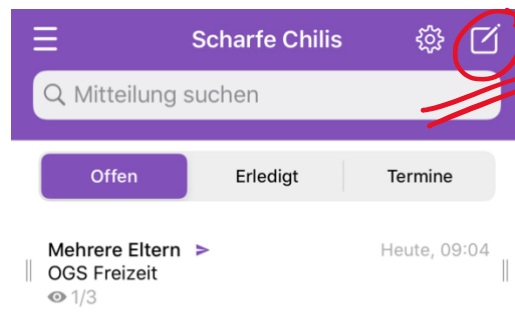 Scharfe Chilis
Mitteilung suchen
Offen Erledigt Termine
Mehrere Eltern Heute, 09:04
OGS Freizeit
1/3